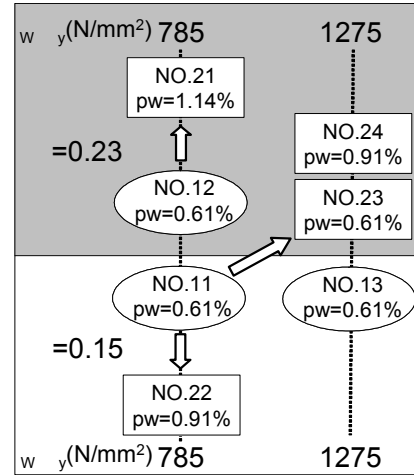 W y(N/mm²) 785 1275
NO.21
pw=1.14%
NO.24
pw=0.91%
=0.23
NO.12
pw=0.61%
NO.23
pw=0.61%
NO.11
pw=0.61%
NO.13
pw=0.61%
=0.15
NO.22
pw=0.91%
W y(N/mm²) 785 1275